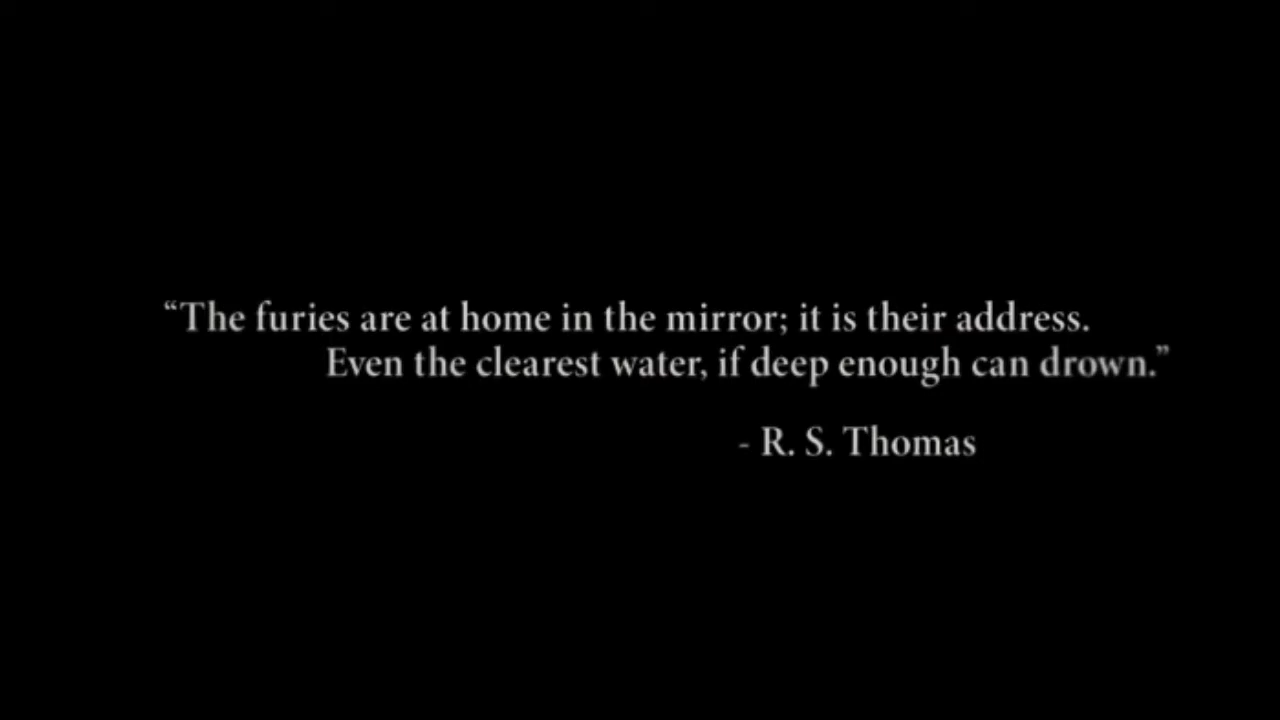 “The furies are at home in the mirror; it is their address.
Even the clearest water, if deep enough can drown.”
- R. S. Thomas